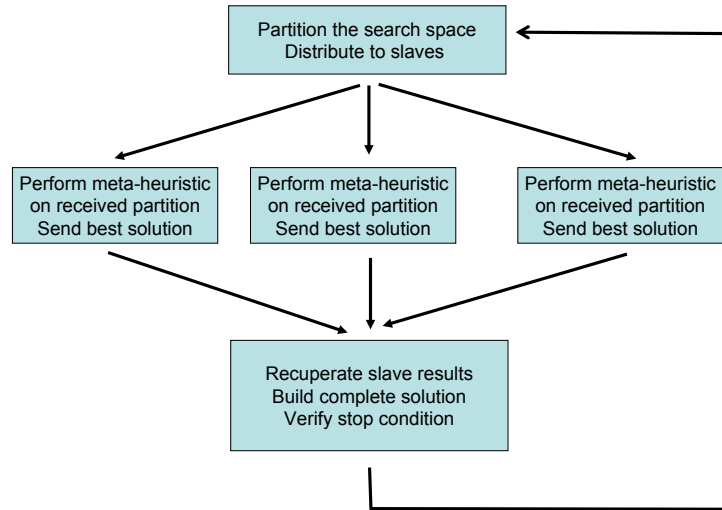 Partition the search space
Distribute to slaves
Perform meta-heuristic
on received partition
Send best solution
Perform meta-heuristic
on received partition
Send best solution
Perform meta-heuristic
on received partition
Send best solution
Recuperate slave results
Build complete solution
Verify stop condition